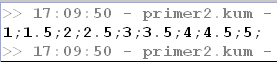 >> 17:09:50 - primer2.kum -
1;1.5;2;2.5;3;3.5;4;4.5;5;
>> 17:09:50 - primer2.kum -